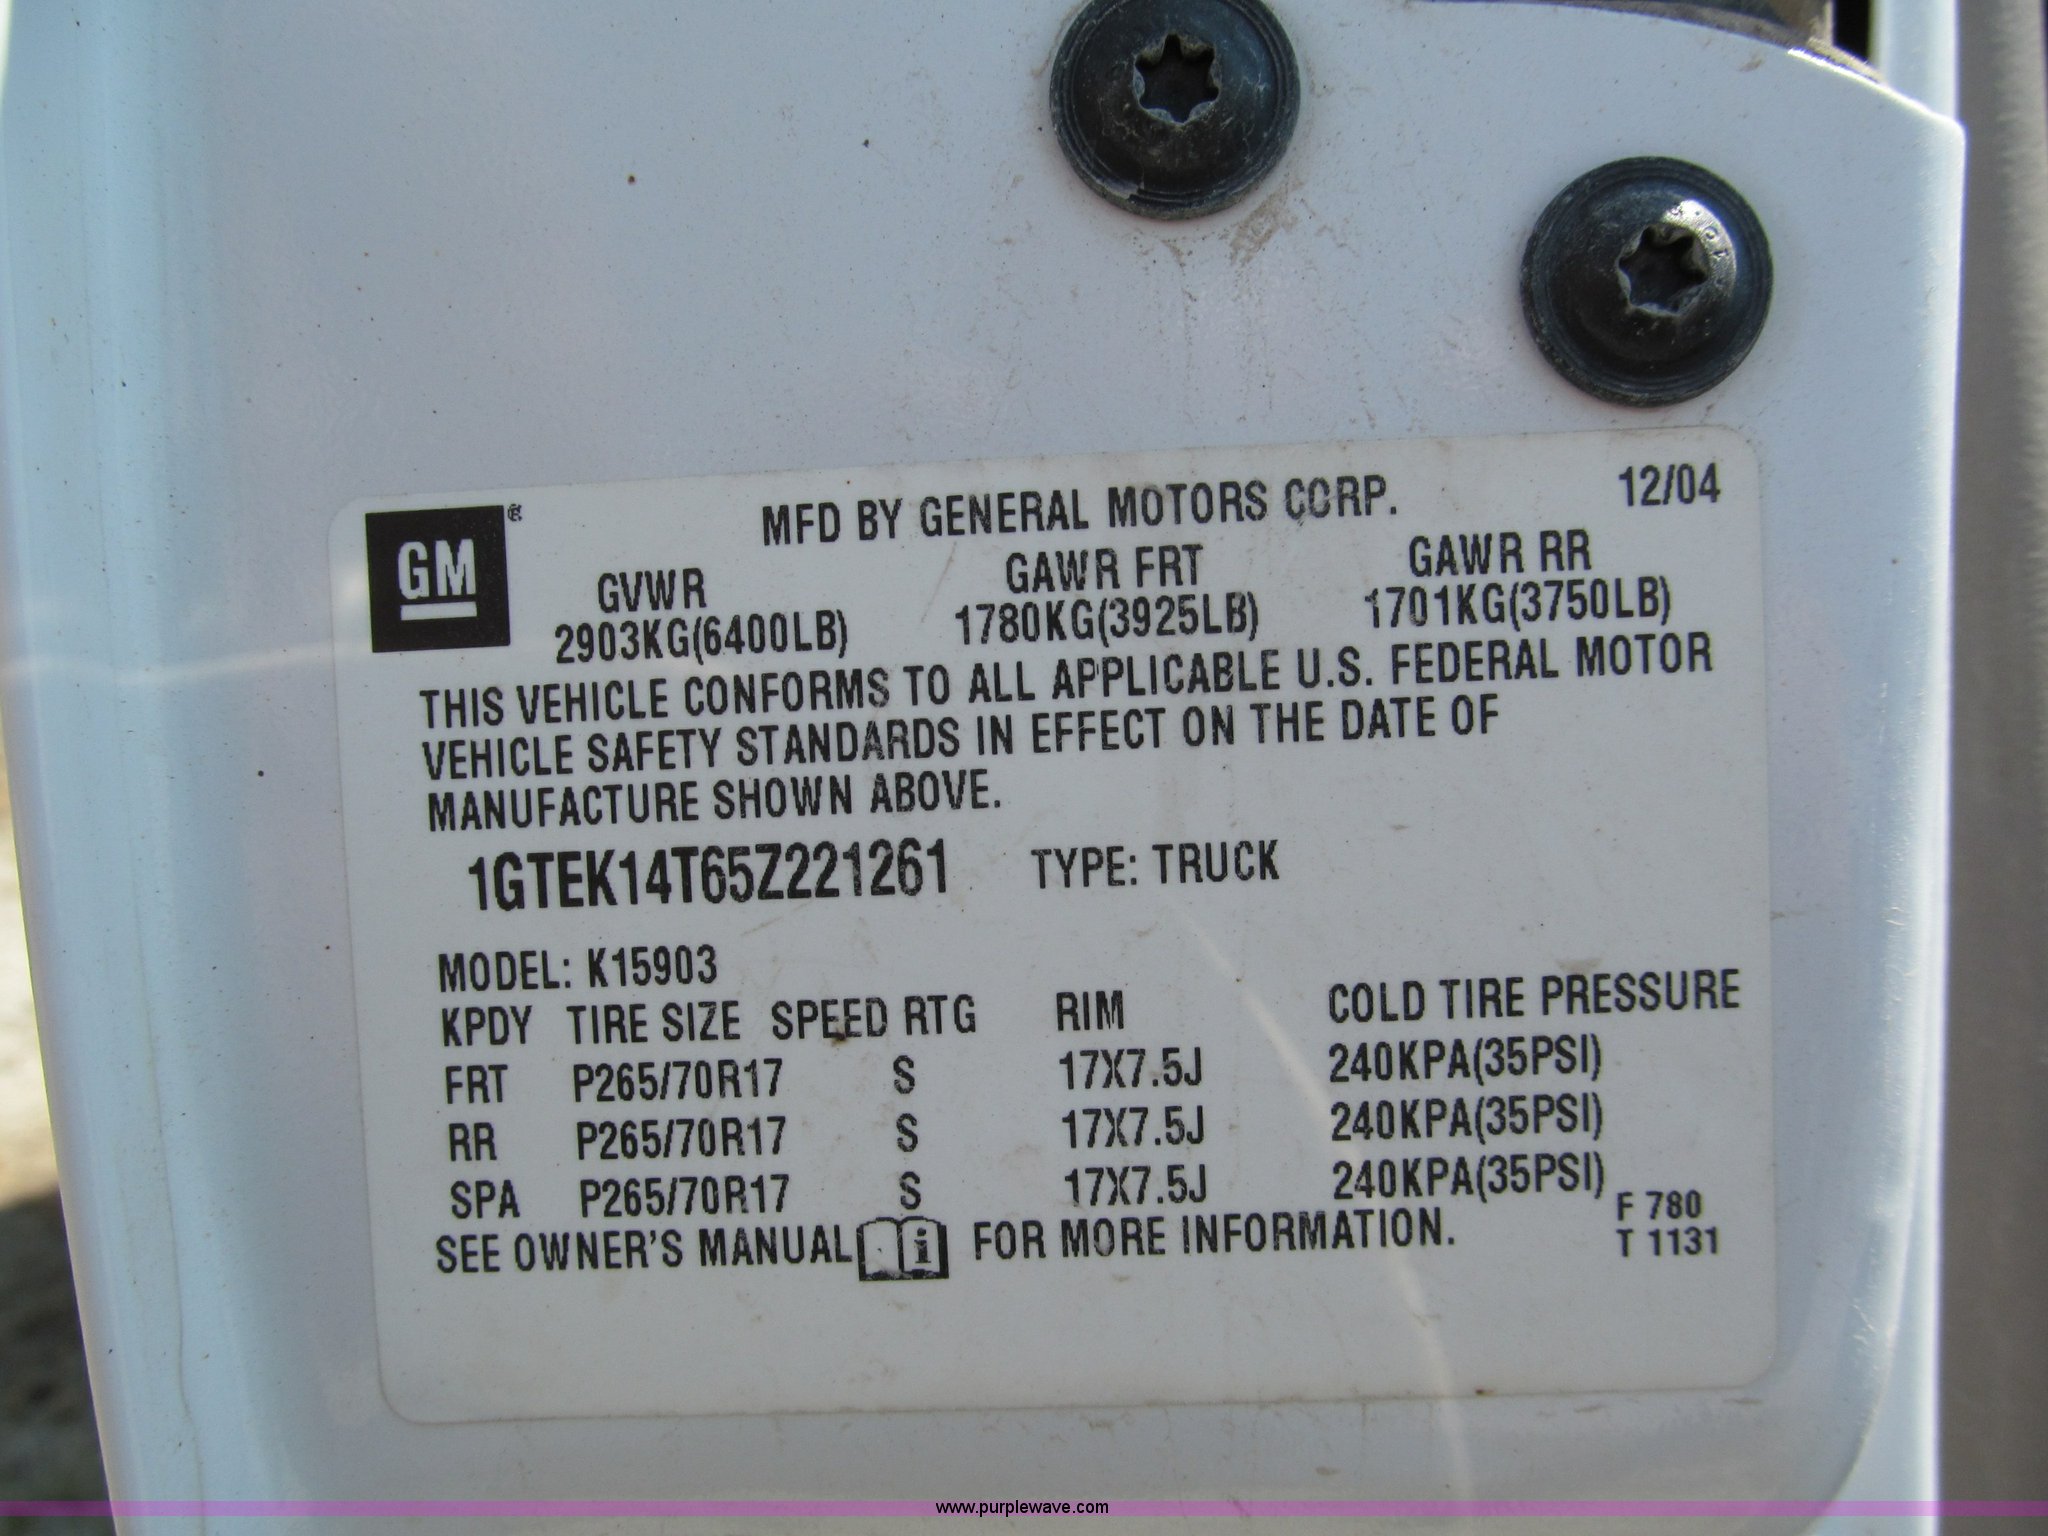 GM ®
MFD BY GENERAL MOTORS CORP. 12/04
GVWR GAWR FRT GAWR RR
2903KG(6400LB) 1780KG(3925LB) 1701KG(3750LB)
THIS VEHICLE CONFORMS TO ALL APPLICABLE U.S. FEDERAL MOTOR
VEHICLE SAFETY STANDARDS IN EFFECT ON THE DATE OF
MANUFACTURE SHOWN ABOVE.
1GTEK14T65Z221261 TYPE: TRUCK
MODEL: K15903
KPDY TIRE SIZE SPEED RTG RIM COLD TIRE PRESSURE
FRT P265/70R17 S 17X7.5J 240KPA(35PSI)
RR P265/70R17 S 17X7.5J 240KPA(35PSI)
SPA P265/70R17 S 17X7.5J 240KPA(35PSI)
SEE OWNER'S MANUAL i FOR MORE INFORMATION.
F 780
T 1131
www.purplewave.com